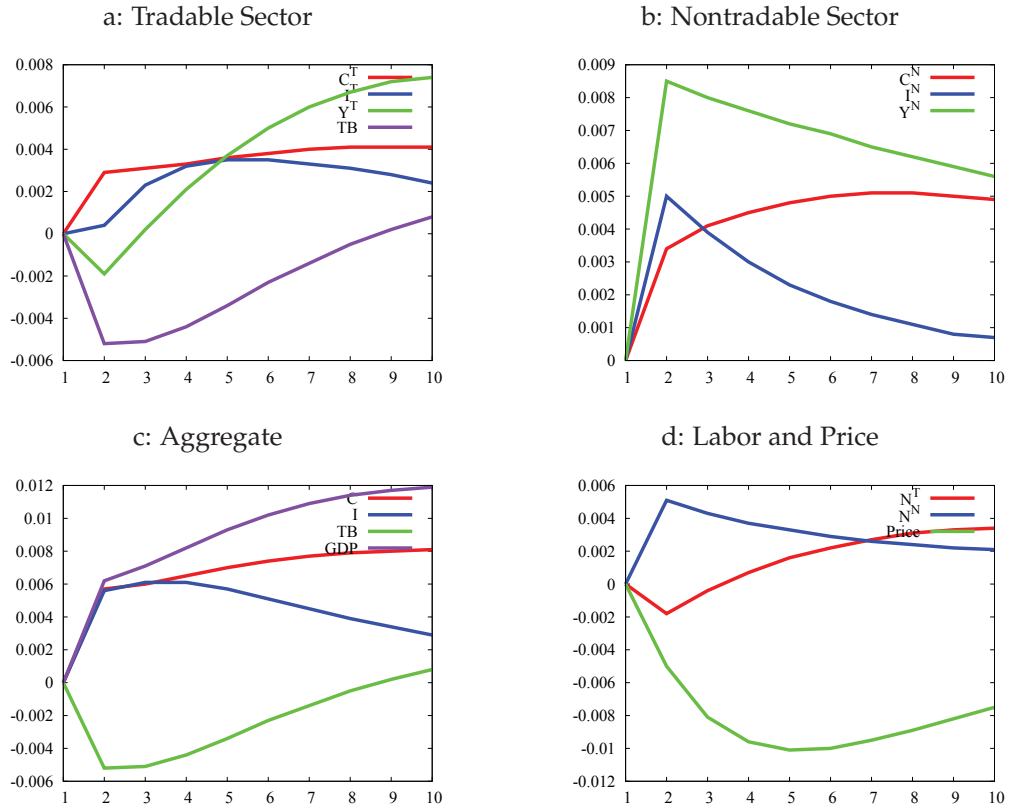 a: Tradable Sector
0.008
0.006
0.004
0.002
0
-0.002
-0.004
-0.006
C^T
I^T
Y^T
TB
1 2 3 4 5 6 7 8 9 10
b: Nontradable Sector
0.009
0.008
0.007
0.006
0.005
0.004
0.003
0.002
0.001
0
C^N
I^N
Y^N
1 2 3 4 5 6 7 8 9 10
c: Aggregate
0.012
0.01
0.008
0.006
0.004
0.002
0
-0.002
-0.004
-0.006
C
I
TB
GDP
1 2 3 4 5 6 7 8 9 10
d: Labor and Price
0.006
0.004
0.002
0
-0.002
-0.004
-0.006
-0.008
-0.01
-0.012
N^T
N^N
Price
1 2 3 4 5 6 7 8 9 10